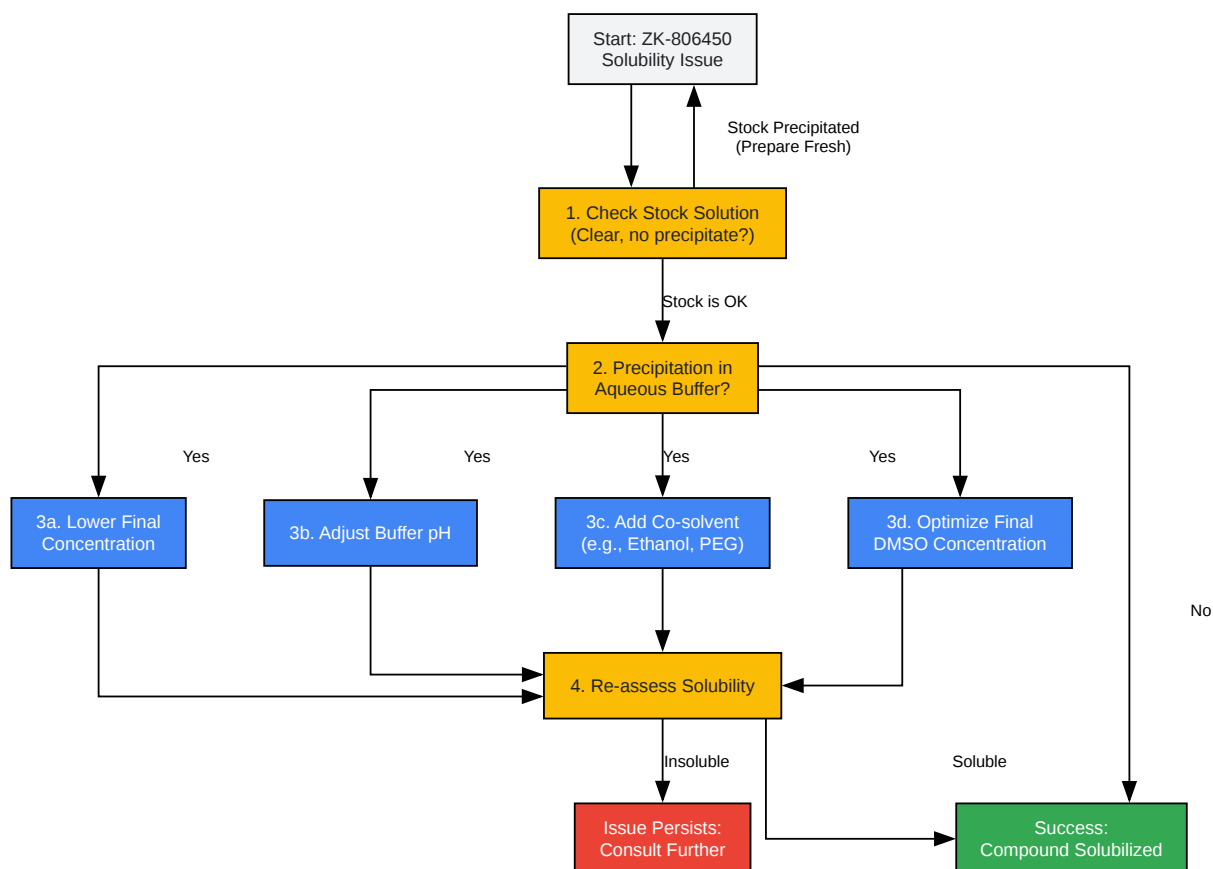 Start: ZK-806450
Solubility Issue
Stock Precipitated
(Prepare Fresh)
1. Check Stock Solution
(Clear, no precipitate?)
Stock is OK
2. Precipitation in
Aqueous Buffer?
Yes
Yes
Yes
Yes
3a. Lower Final
Concentration
3b. Adjust Buffer pH
3c. Add Co-solvent
(e.g., Ethanol, PEG)
3d. Optimize Final
DMSO Concentration
No
4. Re-assess Solubility
Insoluble
Soluble
Issue Persists:
Consult Further
Success:
Compound Solubilized